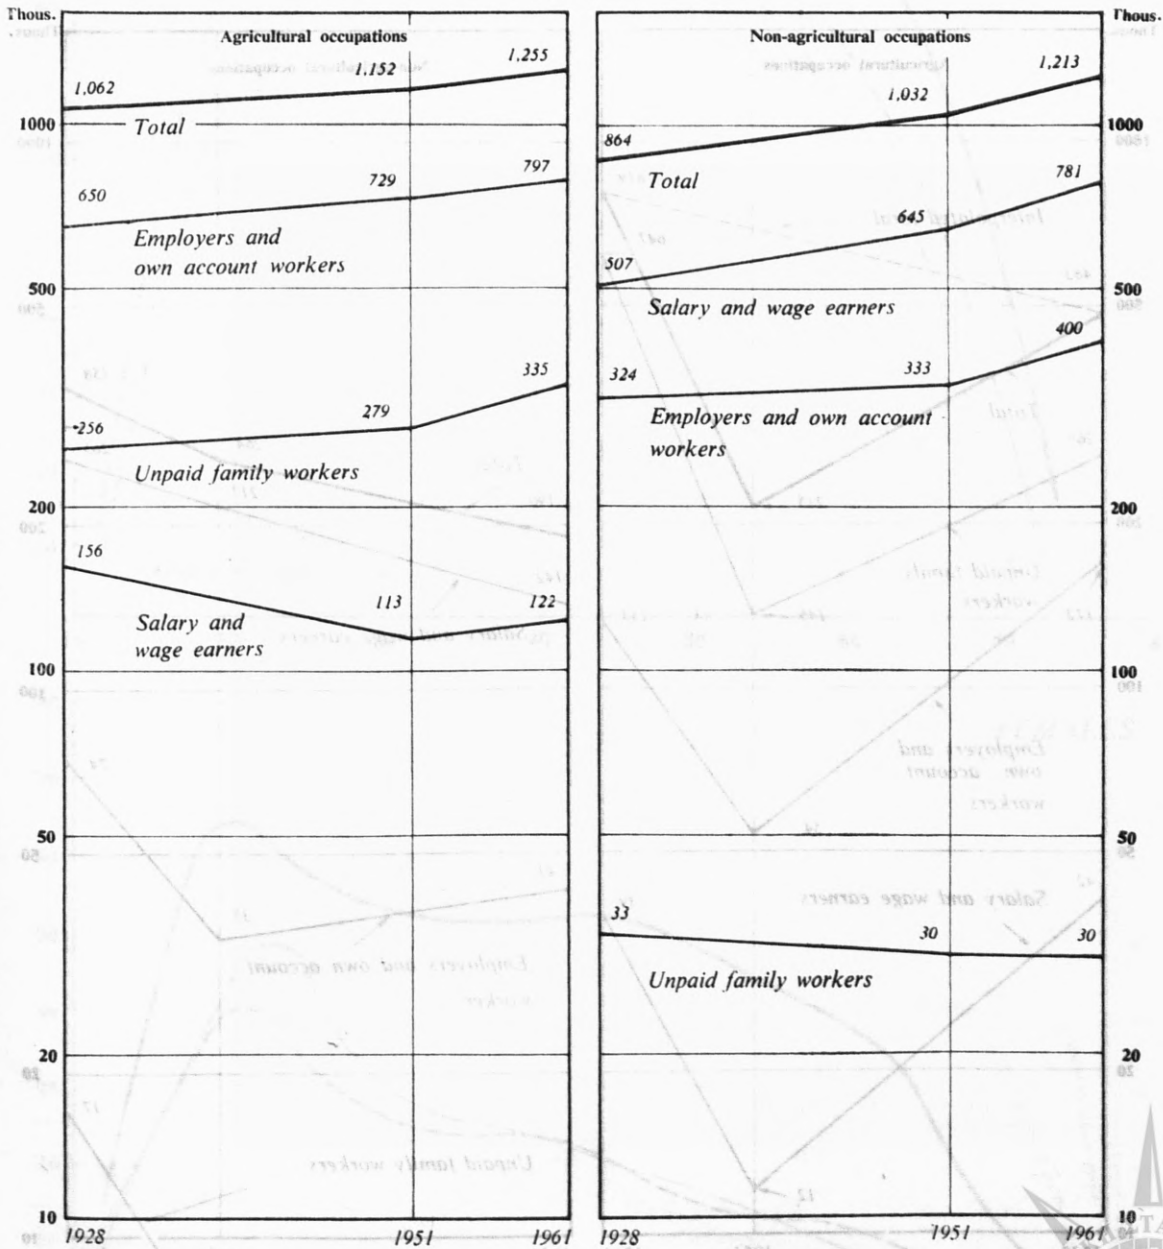 Thous.
Agricultural occupations
1,062
1,152
1,255
1000
Total
650
729
797
Employers and
own account workers
500
335
256
279
Unpaid family workers
200
156
113
122
Salary and
wage earners
100
50
20
10
1928
1951
1961
Thous.
Non-agricultural occupations
1,213
1,032
864
1000
Total
781
645
507
500
Salary and wage earners
400
324
333
Employers and own account
workers
200
100
50
33
30
30
Unpaid family workers
20
10
1928
1951
1961